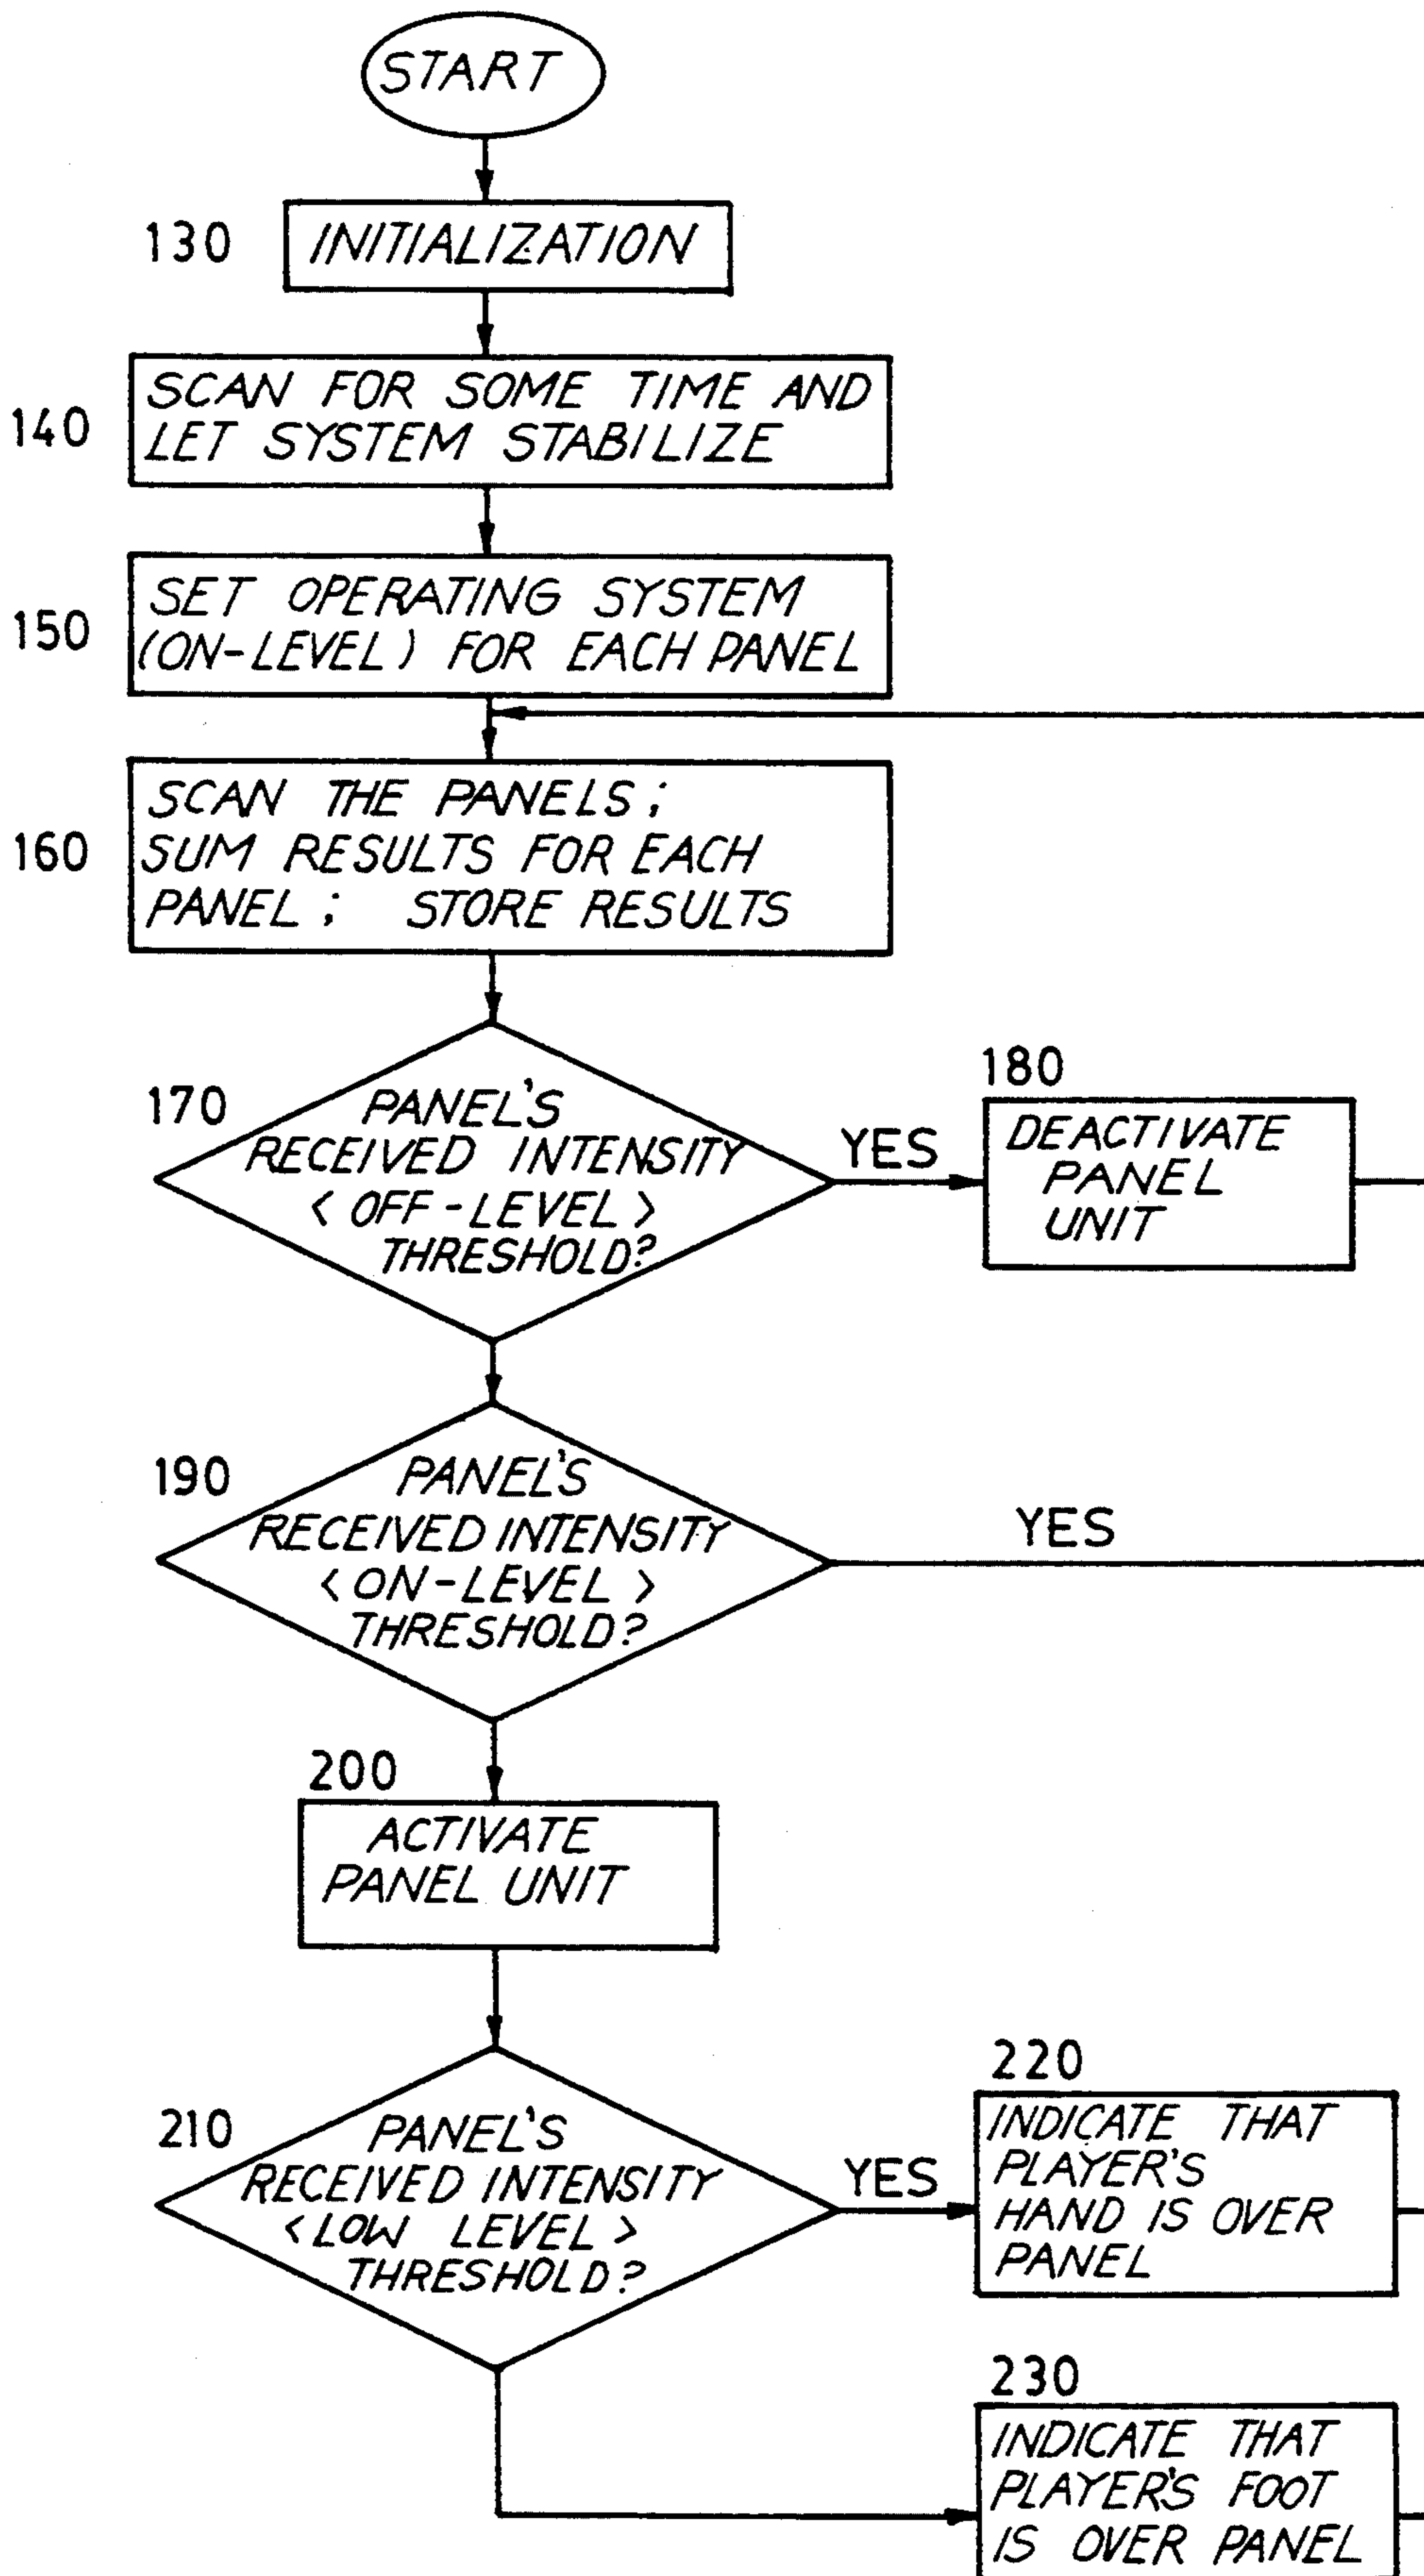 START
130
INITIALIZATION
140
SCAN FOR SOME TIME AND
LET SYSTEM STABILIZE
150
SET OPERATING SYSTEM
(ON-LEVEL) FOR EACH PANEL
160
SCAN THE PANELS;
SUM RESULTS FOR EACH
PANEL; STORE RESULTS
170
PANEL'S
RECEIVED INTENSITY
< OFF-LEVEL >
THRESHOLD?
YES
180
DEACTIVATE
PANEL
UNIT
190
PANEL'S
RECEIVED INTENSITY
< ON-LEVEL >
THRESHOLD?
YES
200
ACTIVATE
PANEL UNIT
210
PANEL'S
RECEIVED INTENSITY
< LOW LEVEL >
THRESHOLD?
YES
220
INDICATE THAT
PLAYER'S
HAND IS OVER
PANEL
230
INDICATE THAT
PLAYER'S FOOT
IS OVER PANEL